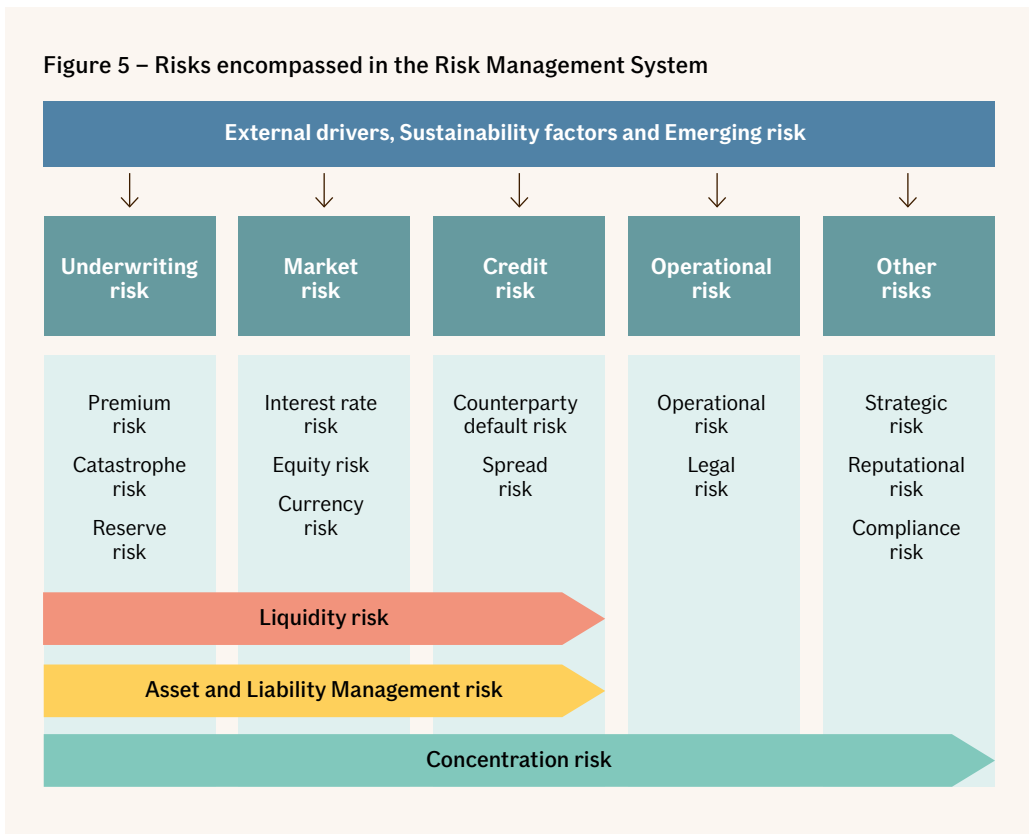 Figure 5 – Risks encompassed in the Risk Management System
External drivers, Sustainability factors and Emerging risk
Underwriting
risk
Market
risk
Credit
risk
Operational
risk
Other
risks
Premium
risk
Catastrophe
risk
Reserve
risk
Interest rate
risk
Equity risk
Currency
risk
Counterparty
default risk
Spread
risk
Operational
risk
Legal
risk
Strategic
risk
Reputational
risk
Compliance
risk
Liquidity risk
Asset and Liability Management risk
Concentration risk